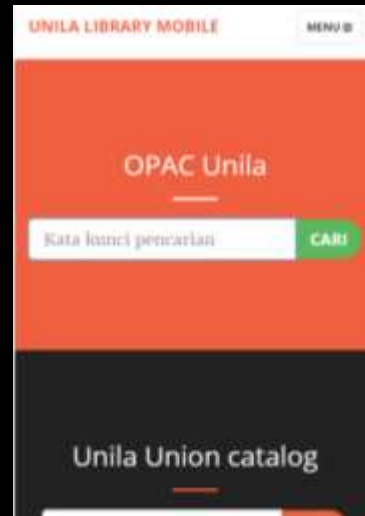 UNILA LIBRARY MOBILE
MENU
OPAC Unila
Kata kunci pencarian
CARI
Unila Union catalog